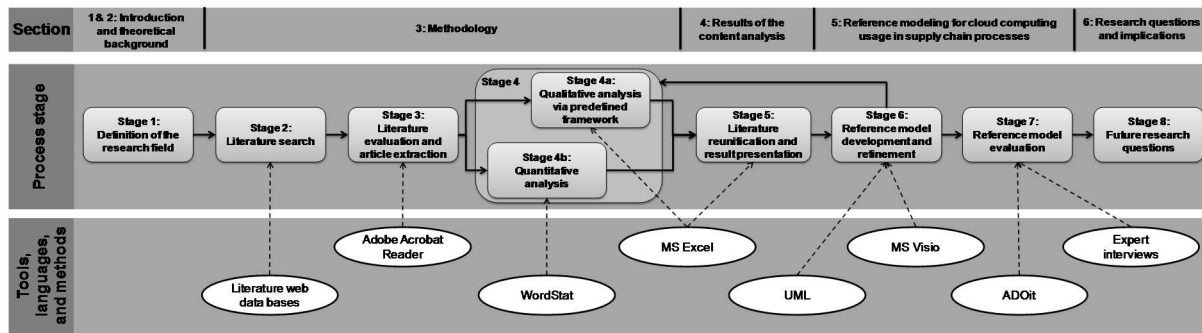 Section
1 & 2: Introduction
and theoretical
background
3: Methodology
4: Results of the
content analysis
5: Reference modeling for cloud computing
usage in supply chain processes
6: Research questions
and implications
Process stage
Stage 1:
Definition of the
research field
Stage 2:
Literature search
Stage 3:
Literature
evaluation and
article extraction
Stage 4
Stage 4a:
Qualitative analysis
via predefined
framework
Stage 4b:
Quantitative
analysis
Stage 5:
Literature
reunification and
result presentation
Stage 6:
Reference model
development and
refinement
Stage 7:
Reference model
evaluation
Stage 8:
Future research
questions
Tools,
languages,
and methods
Literature web
data bases
Adobe Acrobat
Reader
WordStat
MS Excel
UML
MS Visio
ADOit
Expert
interviews